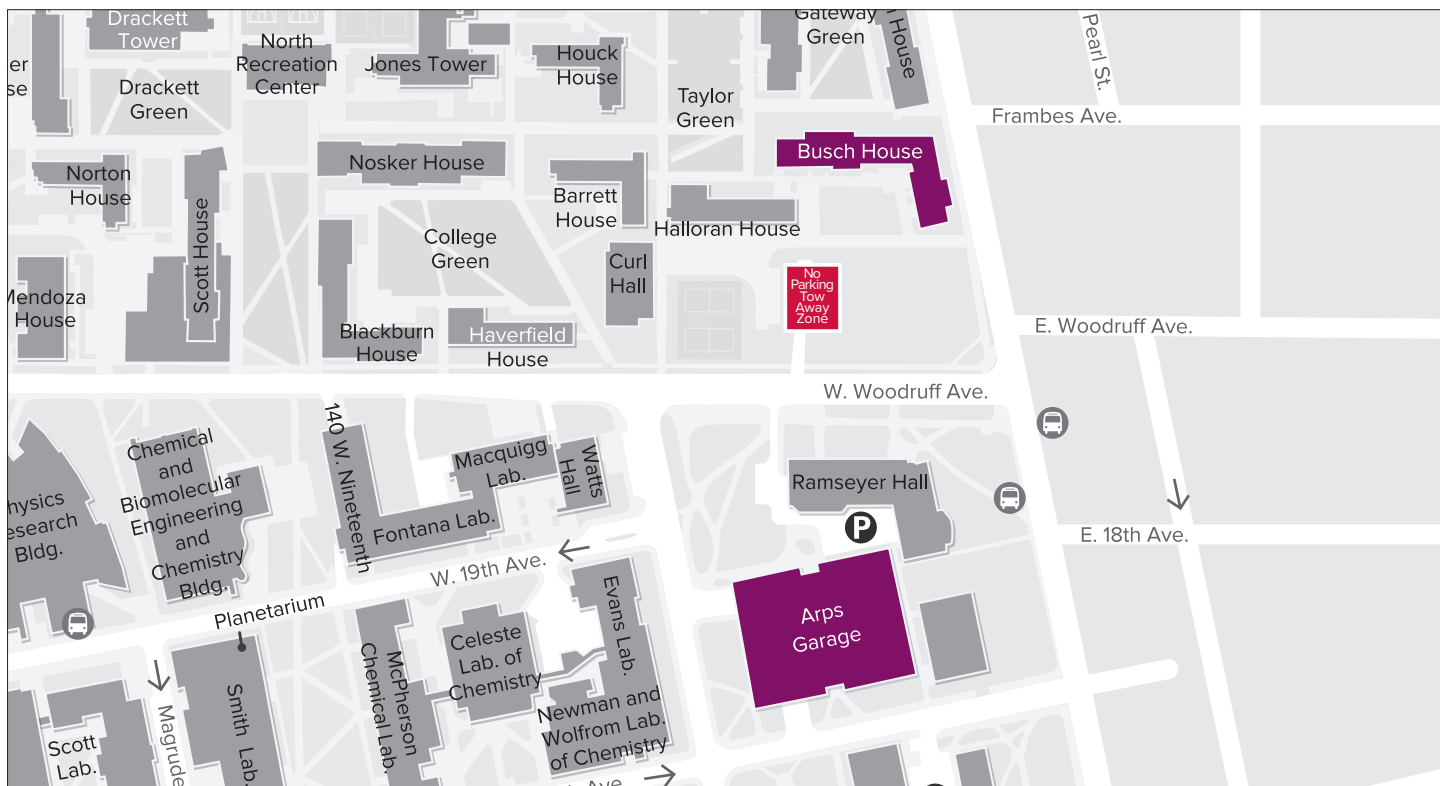 Drackett
Tower
North
Recreation
Center
Jones Tower
Houck
House
Gateway
Green
House
Pearl St.
Drackett
Green
Taylor
Green
Frambes Ave.
Norton
House
Scott House
Nosker House
Barrett
House
Halloran House
Busch House
College
Green
Curl
Hall
No
Parking
Tow
Away
Zone
Mendoza
House
Blackburn
House
Haverfield
House
E. Woodruff Ave.
W. Woodruff Ave.
140 W. Nineteenth
Chemical
and
Biomolecular
Engineering
and
Chemistry
Bldg.
Macquigg
Lab.
Watts
Hall
Fontana Lab.
Ramseyer Hall
P
E. 18th Ave.
hysics
esearch
Bldg.
W. 19th Ave.
Planetarium
Evans Lab.
Arps
Garage
McPherson
Chemical Lab.
Celeste
Lab. of
Chemistry
Newman and
Wolfrom Lab.
of Chemistry
Smith Lab.
Magrude
Scott
Lab.
Ave